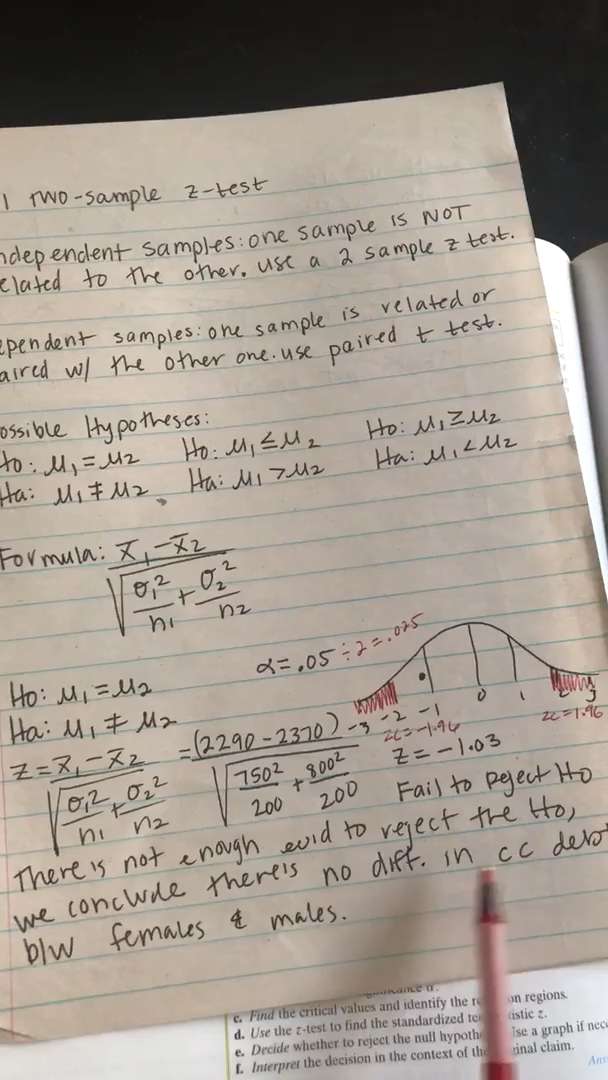 1 Two-sample z-test
ndependent samples: one sample is NOT
elated to the other. use a 2 sample z test.
ependent samples: one sample is related or
aired w/ the other one. use paired t test.
ossible Hypotheses:
Ho: μ₁ = μ₂ Ho: μ₁ ≤ μ₂ Ho: μ₁ ≥ μ₂
Ha: μ₁ ≠ μ₂ Ha: μ₁ > μ₂ Ha: μ₁ < μ₂
Formula: x̄₁ - x̄₂
√ σ₁²/n₁ + σ₂²/n₂
α = .05 ÷ 2 = .025
Ho: μ₁ = μ₂
Ha: μ₁ ≠ μ₂
-3 -2 -1 0 1 2 3
zc = -1.96 zc = 1.96
z = x̄₁ - x̄₂ = (2290 - 2370)
√ σ₁²/n₁ + σ₂²/n₂ √ 750²/200 + 800²/200
z = -1.03
Fail to reject Ho
There is not enough evid to reject the Ho,
we conclude there is no diff. in cc deb
b/w females & males.
c. Find the critical values and identify the on regions.
d. Use the z-test to find the standardized te istic z.
e. Decide whether to reject the null hypoth se a graph if nece
f. Interpret the decision in the context of th ginal claim.